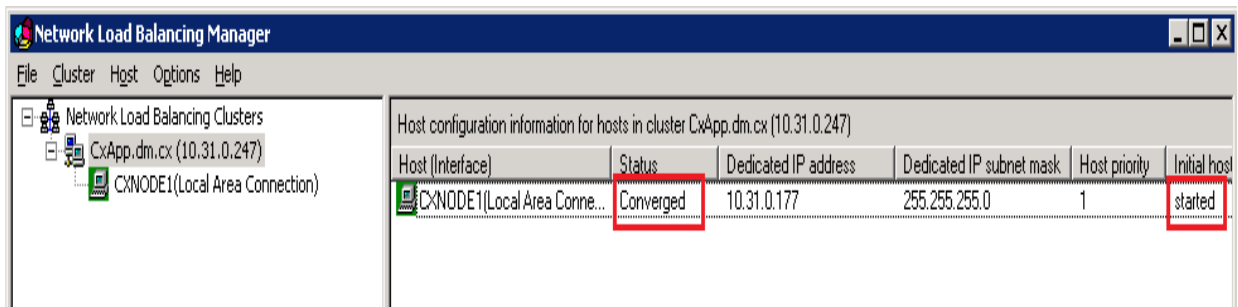 Network Load Balancing Manager
File Cluster Host Options Help
Network Load Balancing Clusters
CxApp.dm.cx (10.31.0.247)
CXNODE1(Local Area Connection)
Host configuration information for hosts in cluster CxApp.dm.cx (10.31.0.247)
Host (Interface) Status Dedicated IP address Dedicated IP subnet mask Host priority Initial host
CXNODE1(Local Area Conne... Converged 10.31.0.177 255.255.255.0 1 started